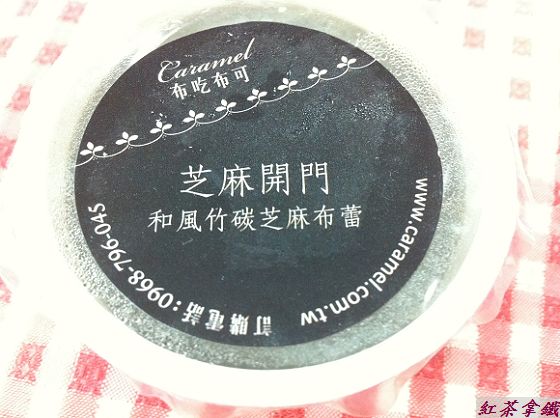 Caramel
布吃布可
芝麻開門
和風竹碳芝麻布蕾
www.caramel.com.tw
訂購電話:0968-796-045
紅茶拿鐵